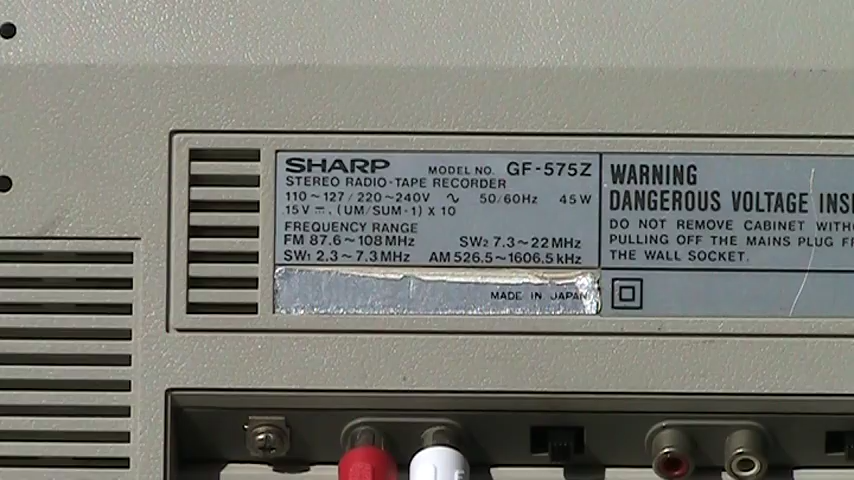 SHARP MODEL NO. GF-575Z
STEREO RADIO-TAPE RECORDER
110~127/220~240V ∿ 50/60Hz 45W
15V ⎓, (UM/SUM-1) X 10
FREQUENCY RANGE
FM 87.6~108MHz SW2 7.3~22MHz
SW1 2.3~7.3MHz AM 526.5~1606.5kHz
MADE IN JAPAN
WARNING
DANGEROUS VOLTAGE INSI
DO NOT REMOVE CABINET WITHO
PULLING OFF THE MAINS PLUG FR
THE WALL SOCKET.